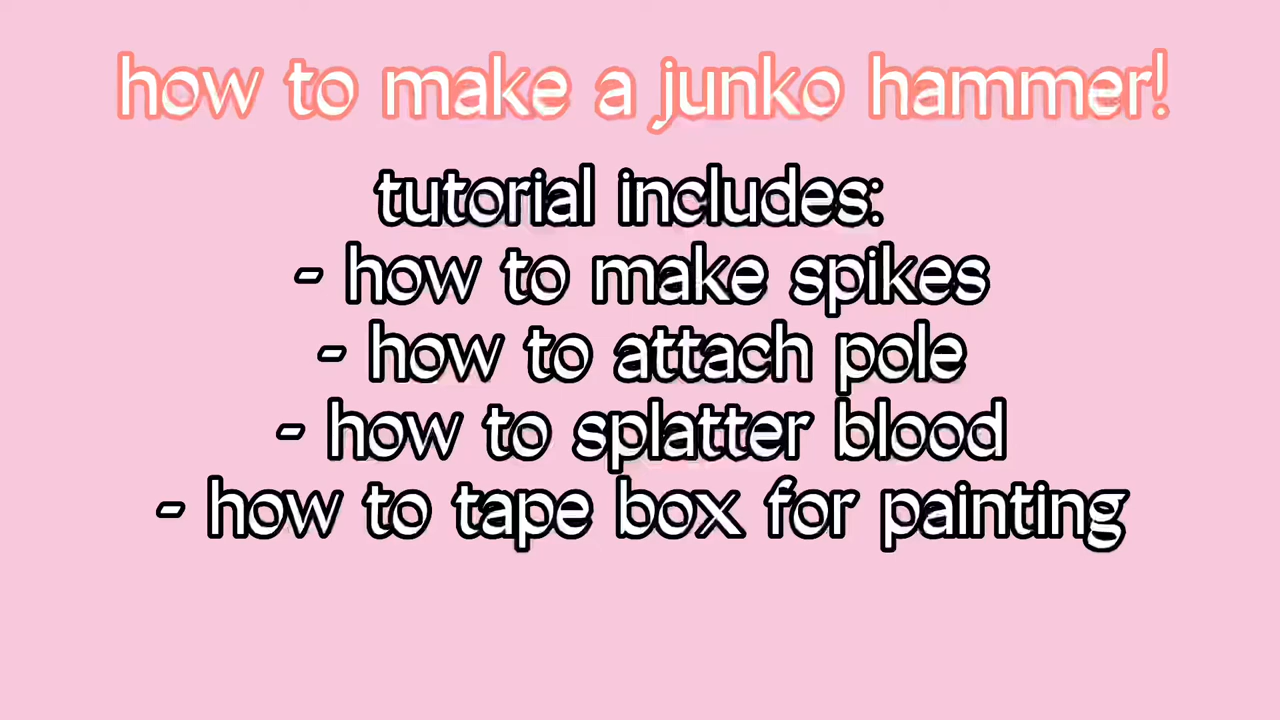 how to make a junko hammer!
tutorial includes:
- how to make spikes
- how to attach pole
- how to splatter blood
- how to tape box for painting